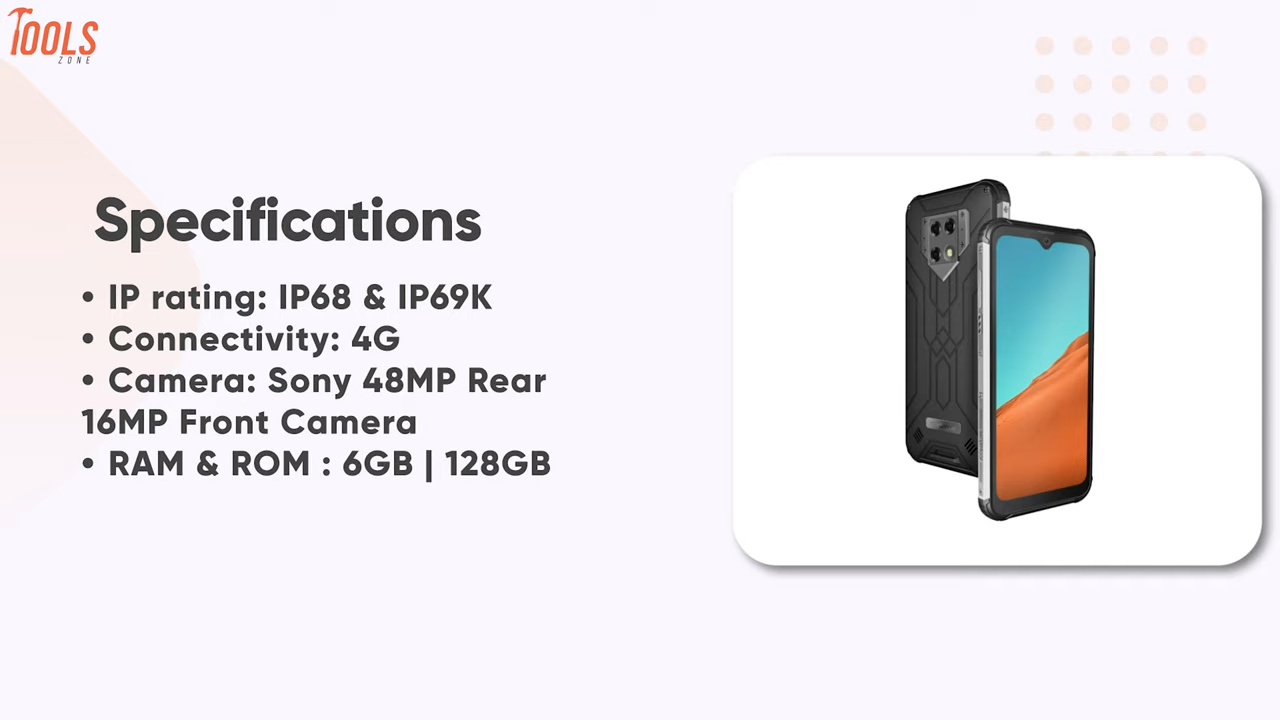 TOOLS
ZONE
Specifications
• IP rating: IP68 & IP69K
• Connectivity: 4G
• Camera: Sony 48MP Rear
16MP Front Camera
• RAM & ROM : 6GB | 128GB